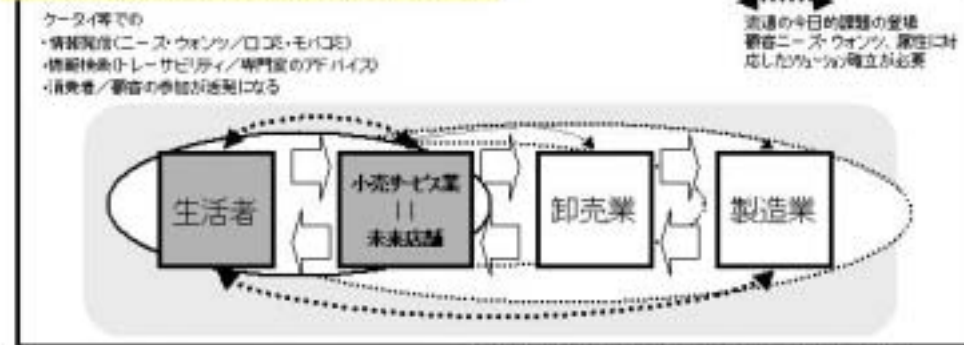 ケータイ等での
・情報発信(ニーズ・ウォンツ/口コミ・モバコミ)
・情報検索(トレーサビリティ/専門家のアドバイス)
・消費者/顧客の参加が活発になる
流通の今日的課題の登場
顧客ニーズ・ウォンツ、属性に対
応したソリューション確立が必要
生活者
小売サービス業
||
未来店舗
卸売業
製造業